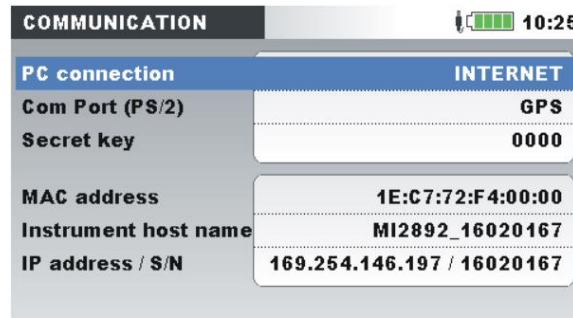 COMMUNICATION 10:25
PC connection INTERNET
Com Port (PS/2) GPS
Secret key 0000
MAC address 1E:C7:72:F4:00:00
Instrument host name MI2892_16020167
IP address / S/N 169.254.146.197 / 16020167